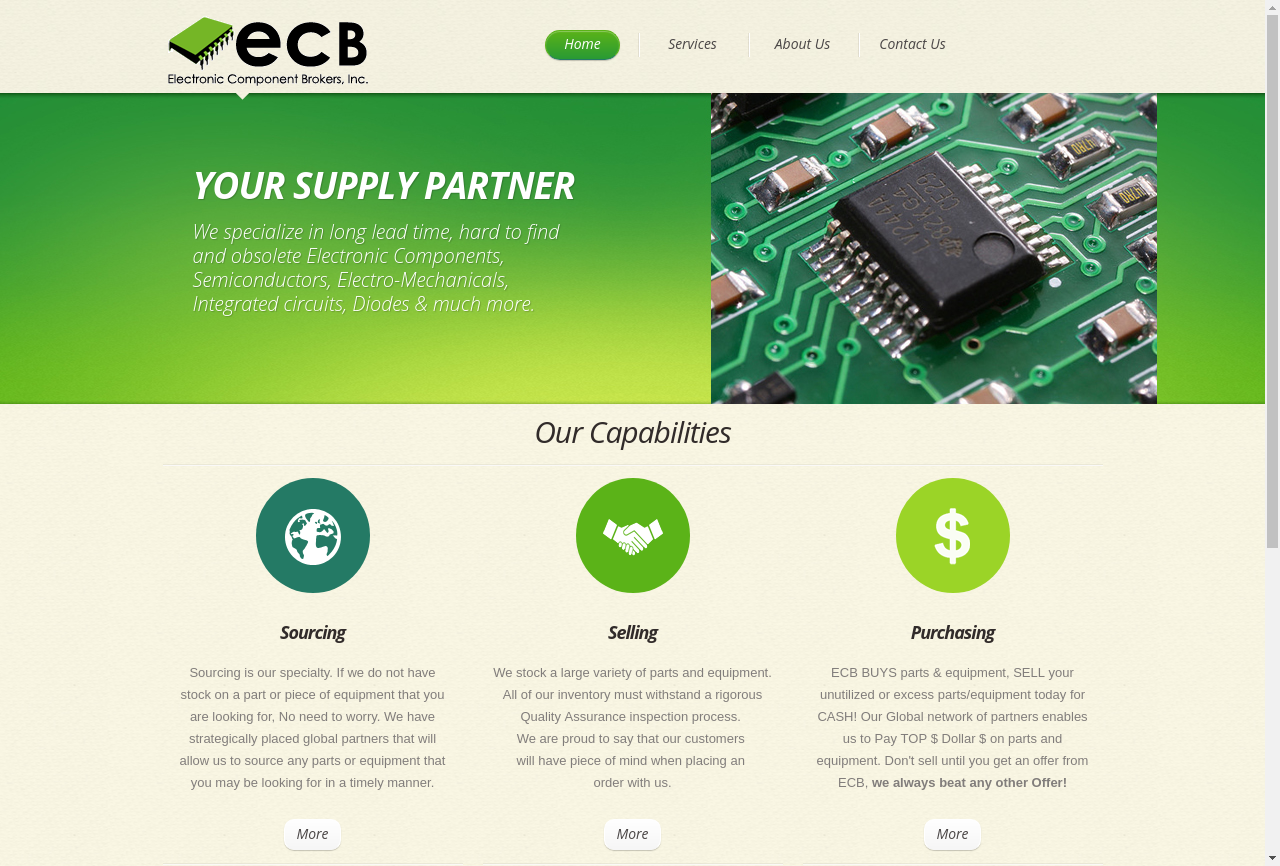 ecb
Electronic Component Brokers, Inc.
Home
Services
About Us
Contact Us
YOUR SUPPLY PARTNER
We specialize in long lead time, hard to find
and obsolete Electronic Components,
Semiconductors, Electro-Mechanicals,
Integrated circuits, Diodes & much more.
Our Capabilities
Sourcing
Sourcing is our specialty. If we do not have
stock on a part or piece of equipment that you
are looking for, No need to worry. We have
strategically placed global partners that will
allow us to source any parts or equipment that
you may be looking for in a timely manner.
More
Selling
We stock a large variety of parts and equipment.
All of our inventory must withstand a rigorous
Quality Assurance inspection process.
We are proud to say that our customers
will have piece of mind when placing an
order with us.
More
$
Purchasing
ECB BUYS parts & equipment, SELL your
unutilized or excess parts/equipment today for
CASH! Our Global network of partners enables
us to Pay TOP $ Dollar $ on parts and
equipment. Don't sell until you get an offer from
ECB, we always beat any other Offer!
More